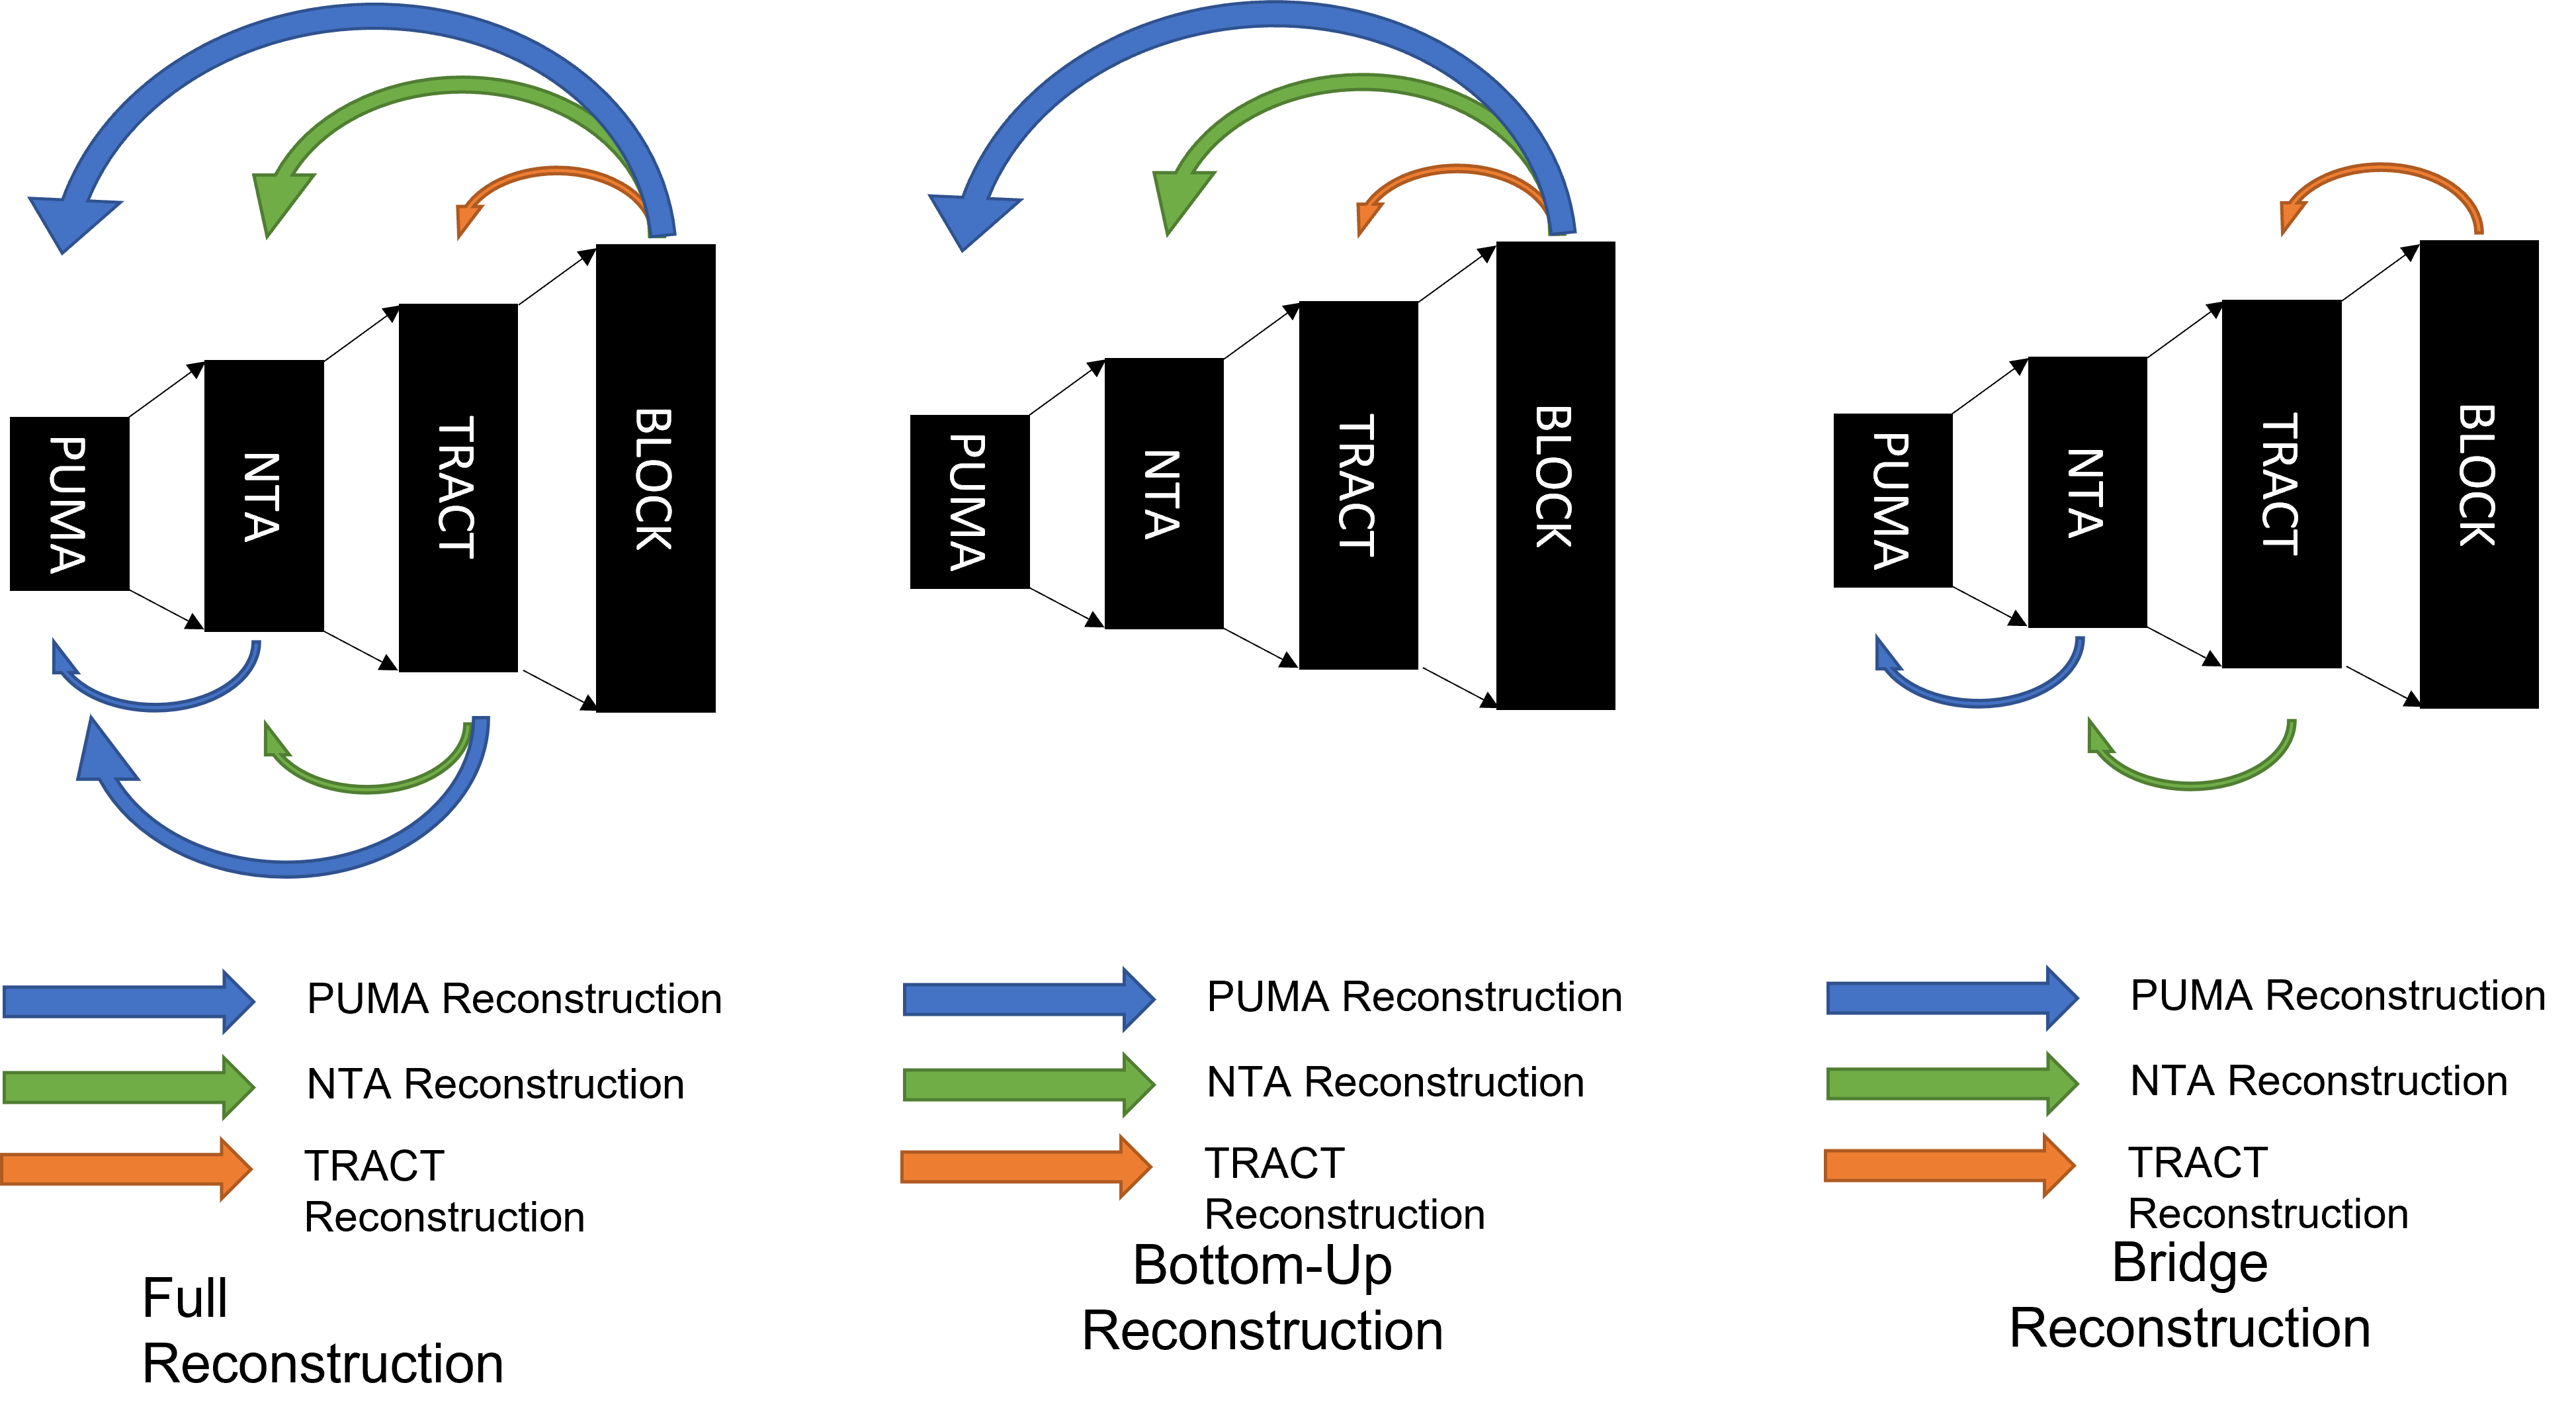 PUMA
NTA
TRACT
BLOCK
PUMA Reconstruction
NTA Reconstruction
TRACT
Reconstruction
Full
Reconstruction
PUMA
NTA
TRACT
BLOCK
PUMA Reconstruction
NTA Reconstruction
TRACT
Reconstruction
Bottom-Up
Reconstruction
PUMA
NTA
TRACT
BLOCK
PUMA Reconstruction
NTA Reconstruction
TRACT
Reconstruction
Bridge
Reconstruction